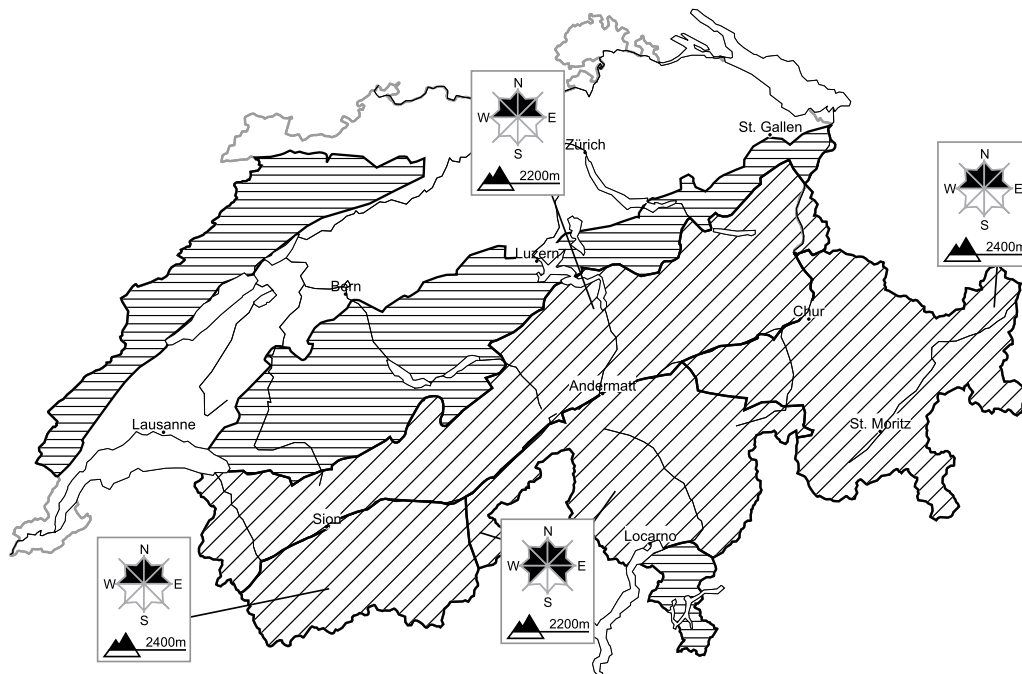 N
W E
S
2200m
Zürich
St. Gallen
N
W E
S
2400m
Luzern
Bern
Chur
Andermatt
Lausanne
St. Moritz
Sion
Locarno
N
W E
S
2200m
N
W E
S
2400m